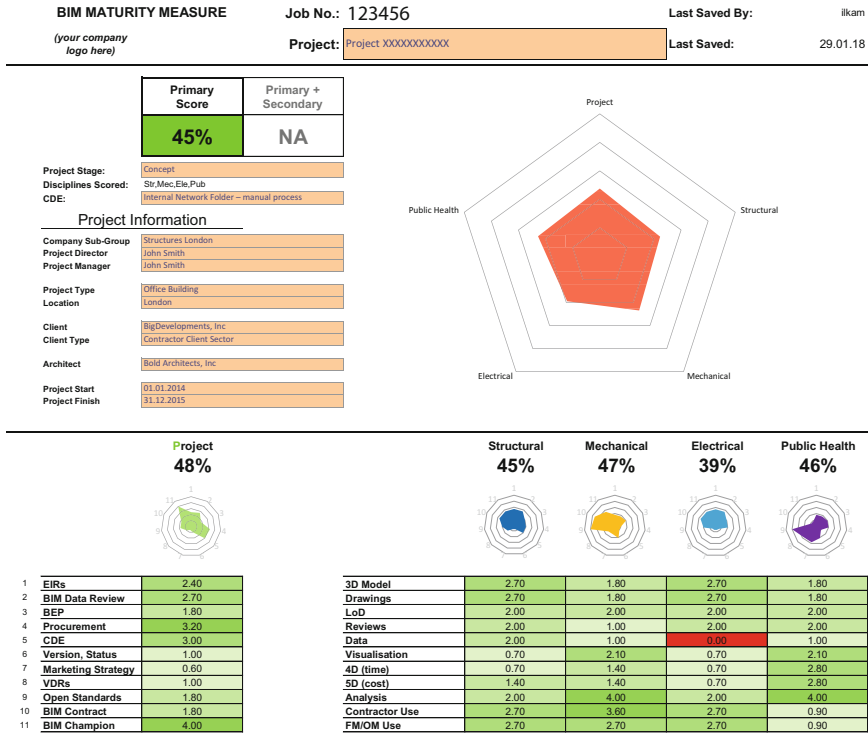 BIM MATURITY MEASURE
Job No.: 123456
Last Saved By: ilkam
(your company
logo here)
Project: Project XXXXXXXXXXX
Last Saved: 29.01.18
Primary
Score
Primary +
Secondary
45% NA
Project Stage: Concept
Disciplines Scored: Str,Mec,Ele,Pub
CDE: Internal Network Folder – manual process
Project Information
Company Sub-Group Structures London
Project Director John Smith
Project Manager John Smith
Project Type Office Building
Location London
Client BigDevelopments, Inc
Client Type Contractor Client Sector
Architect Bold Architects, Inc
Project Start 01.01.2014
Project Finish 31.12.2015
Project
Public Health
Structural
Electrical
Mechanical
Project
48%
Structural Mechanical Electrical Public Health
45% 47% 39% 46%
1 EIRs 2.40
2 BIM Data Review 2.70
3 BEP 1.80
4 Procurement 3.20
5 CDE 3.00
6 Version, Status 1.00
7 Marketing Strategy 0.60
8 VDRs 1.00
9 Open Standards 1.80
10 BIM Contract 1.80
11 BIM Champion 4.00
3D Model 2.70 1.80 2.70 1.80
Drawings 2.70 1.80 2.70 1.80
LoD 2.00 2.00 2.00 2.00
Reviews 2.00 1.00 2.00 2.00
Data 2.00 1.00 0.00 1.00
Visualisation 0.70 2.10 0.70 2.10
4D (time) 0.70 1.40 0.70 2.80
5D (cost) 1.40 1.40 0.70 2.80
Analysis 2.00 4.00 2.00 4.00
Contractor Use 2.70 3.60 2.70 0.90
FM/OM Use 2.70 2.70 2.70 0.90